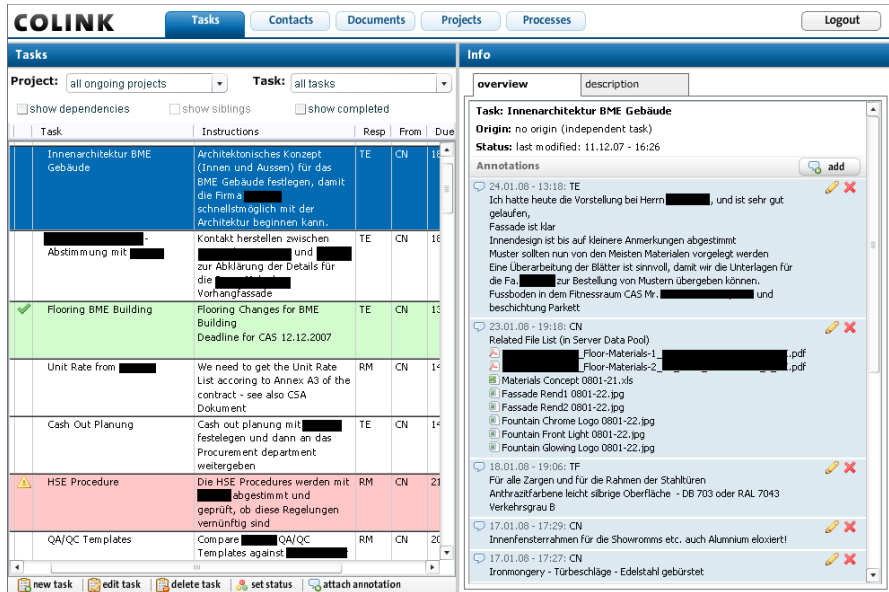 COLINK
Tasks Contacts Documents Projects Processes Logout
Tasks
Project: all ongoing projects Task: all tasks
show dependencies show siblings show completed
Task Instructions Resp From Due
Innenarchitektur BME
Gebäude
Architektonisches Konzept
(Innen und Aussen) für das
BME Gebäude festlegen, damit
die Firma
schnellstmöglich mit der
Architektur beginnen kann.
TE CN 18
-
Abstimmung mit
Kontakt herstellen zwischen
und
zur Abklärung der Details für
die
Vorhangfassade
TE CN 18
Flooring BME Building
Flooring Changes for BME
Building
Deadline for CAS 12.12.2007
TE CN 13
Unit Rate from
We need to get the Unit Rate
List accoring to Annex A3 of the
contract - see also CSA
Dokument
RM CN 14
Cash Out Planung
Cash out planung mit
festelegen und dann an das
Procurement department
weitergeben
TE CN 14
HSE Procedure
Die HSE Procedures werden mit
abgestimmt und
geprüft, ob diese Regelungen
vernünftig sind
RM CN 21
QA/QC Templates
Compare QA/QC
Templates against
RM CN 20
new task edit task delete task set status attach annotation
Info
overview description
Task: Innenarchitektur BME Gebäude
Origin: no origin (independent task)
Status: last modified: 11.12.07 - 16:26
Annotations add
24.01.08 - 13:18: TE
Ich hatte heute die Vorstellung bei Herrn , und ist sehr gut
gelaufen,
Fassade ist klar
Innendesign ist bis auf kleinere Anmerkungen abgestimmt
Muster sollten nun von den Meisten Materialen vorgelegt werden
Eine Überarbeitung der Blätter ist sinnvoll, damit wir die Unterlagen für
die Fa. zur Bestellung von Mustern übergeben können.
Fussboden in dem Fitnessraum CAS Mr. und
beschichtung Parkett
23.01.08 - 19:18: CN
Related File List (in Server Data Pool)
_Floor-Materials-1_ .pdf
_Floor-Materials-2_ .pdf
Materials Concept 0801-21.xls
Fassade Rend1 0801-22.jpg
Fassade Rend2 0801-22.jpg
Fountain Chrome Logo 0801-22.jpg
Fountain Front Light 0801-22.jpg
Fountain Glowing Logo 0801-22.jpg
18.01.08 - 19:06: TF
Für alle Zargen und für die Rahmen der Stahltüren
Anthrazitfarbene leicht silbrige Oberfläche - DB 703 oder RAL 7043
Verkehrsgrau B
17.01.08 - 17:29: CN
Innenfensterrahmen für die Showromms etc. auch Alumnium eloxiert!
17.01.08 - 17:27: CN
Ironmongery - Türbeschläge - Edelstahl gebürstet